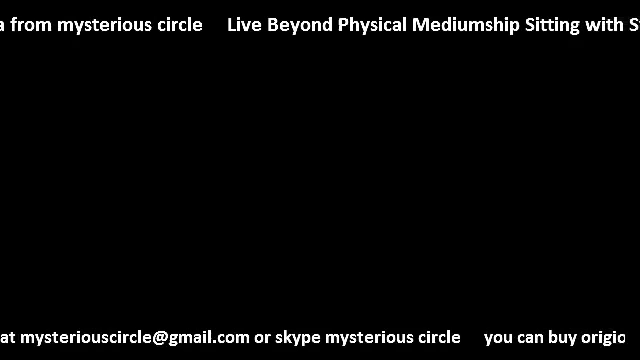 a from mysterious circle Live Beyond Physical Mediumship Sitting with S
at mysteriouscircle@gmail.com or skype mysterious circle you can buy origio